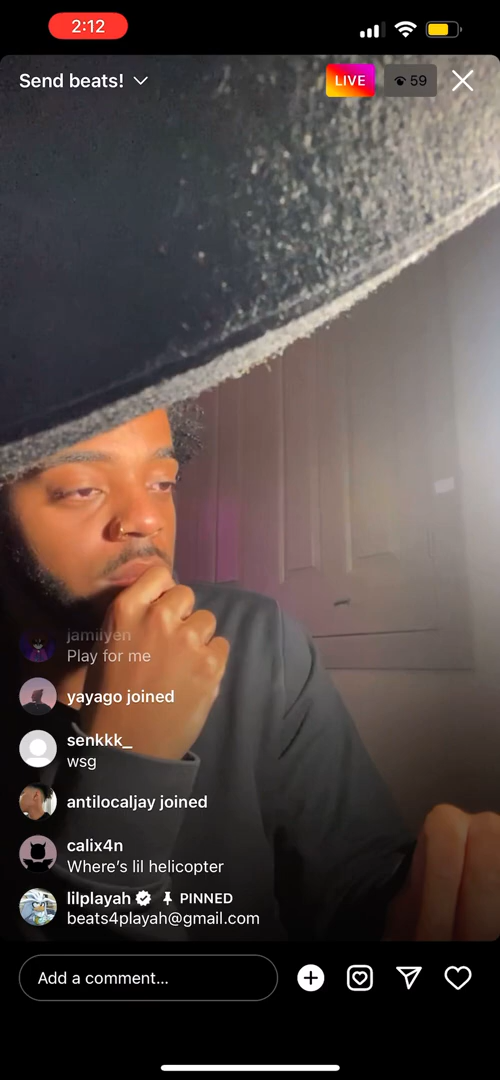 2:12
Send beats!
LIVE
59
jamilyen
Play for me
yayago joined
senkkk_
wsg
antilocaljay joined
calix4n
Where’s lil helicopter
lilplayah PINNED
beats4playah@gmail.com
Add a comment...